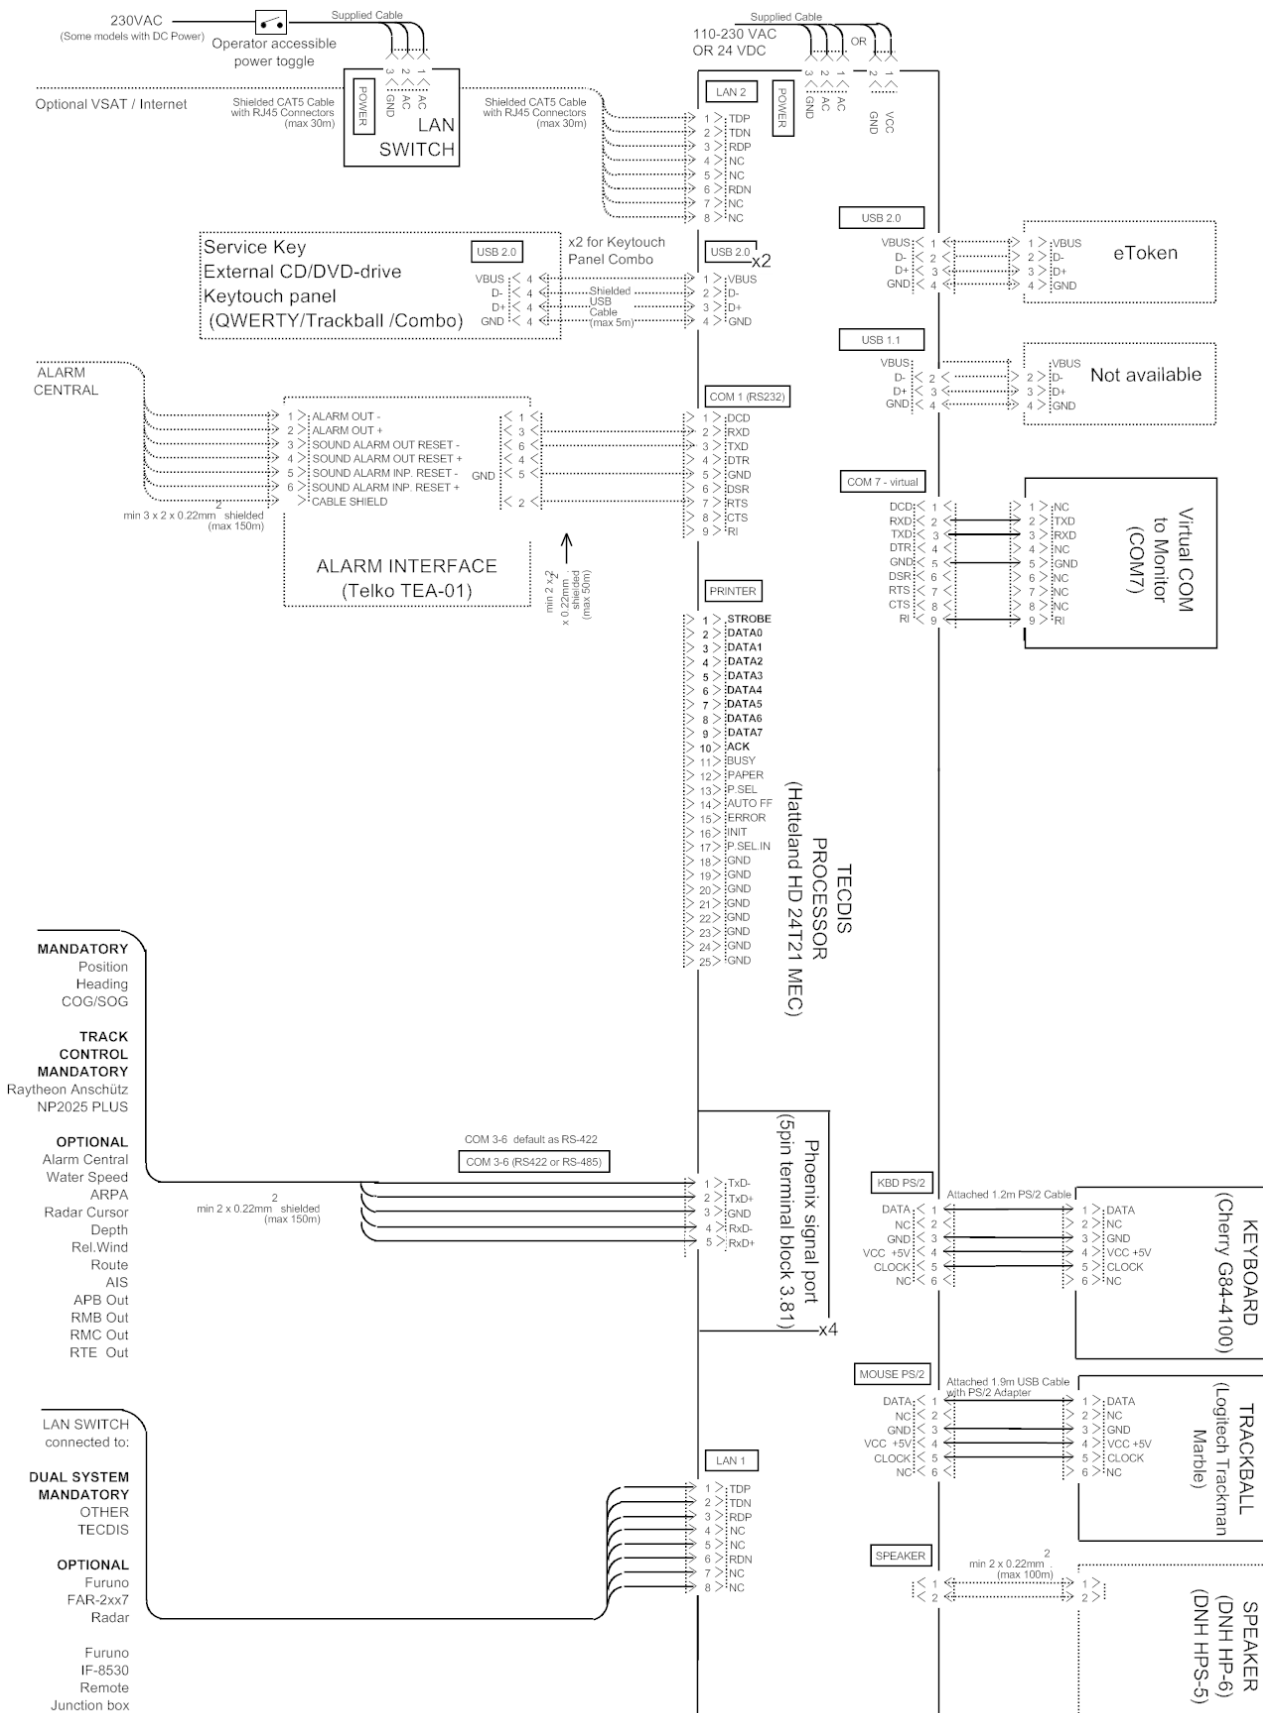 230VAC
(Some models with DC Power)
Operator accessible
power toggle
Supplied Cable
3 2 1
GND AC AC
POWER
LAN
SWITCH
Optional VSAT / Internet
Shielded CAT5 Cable
with RJ45 Connectors
(max 30m)
Shielded CAT5 Cable
with RJ45 Connectors
(max 30m)
Supplied Cable
110-230 VAC
OR 24 VDC
OR
3 2 1
GND AC AC
2 1
GND VCC
POWER
LAN 2
1 TDP
2 TDN
3 RDP
4 NC
5 NC
6 RDN
7 NC
8 NC
Service Key
External CD/DVD-drive
Keytouch panel
(QWERTY/Trackball /Combo)
USB 2.0
VBUS 4
D- 4
D+ 4
GND 4
x2 for Keytouch
Panel Combo
Shielded
USB
Cable
(max 5m)
USB 2.0
x2
1 VBUS
2 D-
3 D+
4 GND
USB 2.0
VBUS 1
D- 2
D+ 3
GND 4
1 VBUS
2 D-
3 D+
4 GND
eToken
USB 1.1
VBUS
D- 2
D+ 3
GND 4
VBUS
2 D-
3 D+
4 GND
Not available
ALARM
CENTRAL
1 ALARM OUT -
2 ALARM OUT +
3 SOUND ALARM OUT RESET -
4 SOUND ALARM OUT RESET +
5 SOUND ALARM INP. RESET -
6 SOUND ALARM INP. RESET +
CABLE SHIELD
1
3
6
4
GND 5
2
min 3 x 2 x 0.22mm2 shielded
(max 150m)
ALARM INTERFACE
(Telko TEA-01)
min 2 x 2
x 0.22mm2
shielded
(max 50m)
COM 1 (RS232)
1 DCD
2 RXD
3 TXD
4 DTR
5 GND
6 DSR
7 RTS
8 CTS
9 RI
COM 7 - virtual
DCD 1
RXD 2
TXD 3
DTR 4
GND 5
DSR 6
RTS 7
CTS 8
RI 9
1 NC
2 TXD
3 RXD
4 NC
5 GND
6 NC
7 NC
8 NC
9 RI
Virtual COM
to Monitor
(COM7)
PRINTER
1 STROBE
2 DATA0
3 DATA1
4 DATA2
5 DATA3
6 DATA4
7 DATA5
8 DATA6
9 DATA7
10 ACK
11 BUSY
12 PAPER
13 P.SEL
14 AUTO FF
15 ERROR
16 INIT
17 P.SEL.IN
18 GND
19 GND
20 GND
21 GND
22 GND
23 GND
24 GND
25 GND
TECDIS
PROCESSOR
(Hatteland HD 24T21 MEC)
MANDATORY
Position
Heading
COG/SOG
TRACK
CONTROL
MANDATORY
Raytheon Anschütz
NP2025 PLUS
OPTIONAL
Alarm Central
Water Speed
ARPA
Radar Cursor
Depth
Rel.Wind
Route
AIS
APB Out
RMB Out
RMC Out
RTE Out
min 2 x 0.22mm2 shielded
(max 150m)
COM 3-6 default as RS-422
COM 3-6 (RS422 or RS-485)
1 TxD-
2 TxD+
3 GND
4 RxD-
5 RxD+
Phoenix signal port
(5pin terminal block 3.81)
x4
KBD PS/2
DATA 1
NC 2
GND 3
VCC +5V 4
CLOCK 5
NC 6
Attached 1.2m PS/2 Cable
1 DATA
2 NC
3 GND
4 VCC +5V
5 CLOCK
6 NC
KEYBOARD
(Cherry G84-4100)
MOUSE PS/2
DATA 1
NC 2
GND 3
VCC +5V 4
CLOCK 5
NC 6
Attached 1.9m USB Cable
with PS/2 Adapter
1 DATA
2 NC
3 GND
4 VCC +5V
5 CLOCK
6 NC
TRACKBALL
(Logitech Trackman
Marble)
LAN SWITCH
connected to:
DUAL SYSTEM
MANDATORY
OTHER
TECDIS
OPTIONAL
Furuno
FAR-2xx7
Radar
Furuno
IF-8530
Remote
Junction box
LAN 1
1 TDP
2 TDN
3 RDP
4 NC
5 NC
6 RDN
7 NC
8 NC
SPEAKER
1
2
min 2 x 0.22mm2.
(max 100m)
1
2
SPEAKER
(DNH HP-6)
(DNH HPS-5)